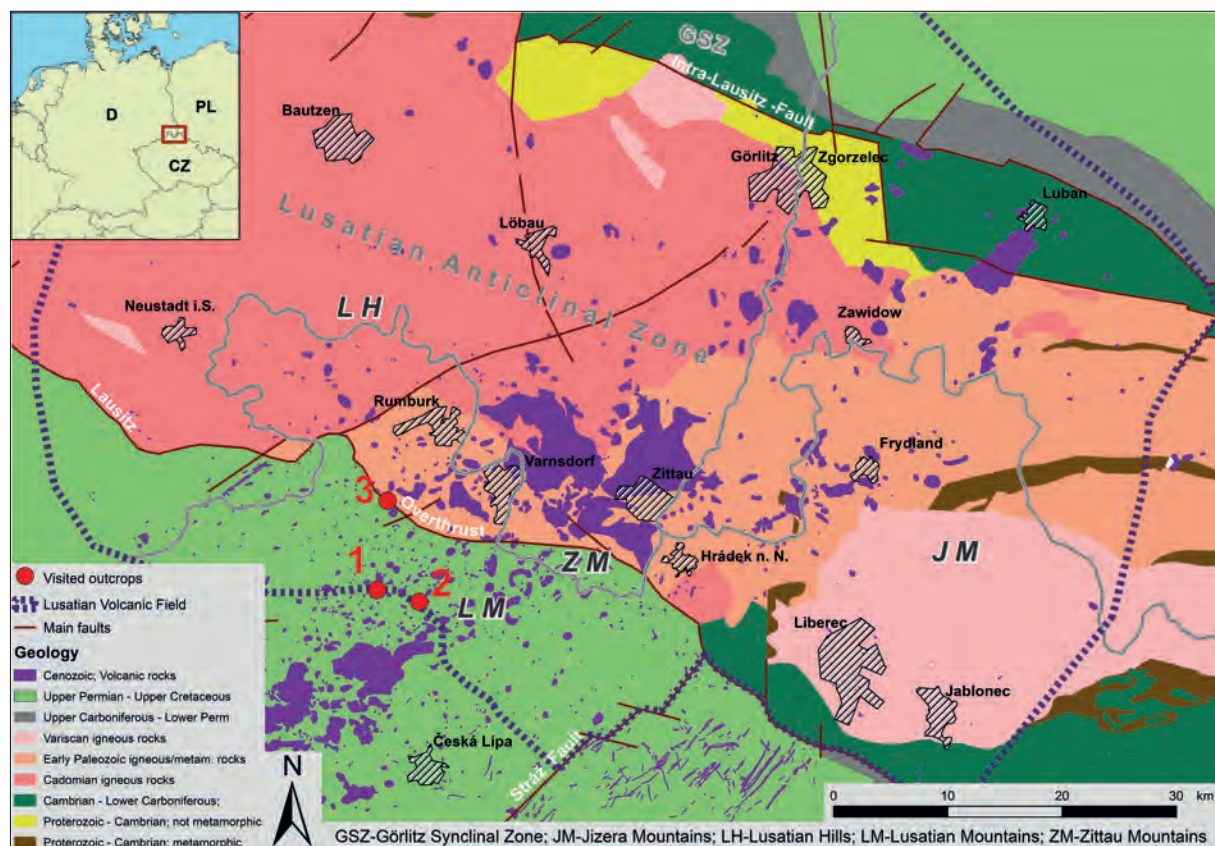 D
PL
CZ
GSZ
Intra-Lausitz -Fault
Bautzen
Görlitz
Zgorzelec
Luban
Löbau
Lusatian Anticlinal Zone
Neustadt i.S.
LH
Zawidow
Lausitz
Rumburk
Varnsdorf
Zittau
Frydland
3
Overthrust
Hrádek n. N.
ZM
JM
1
2
LM
Liberec
Jablonec
Česká Lípa
Stráž Fault
Visited outcrops
Lusatian Volcanic Field
Main faults
Geology
Cenozoic; Volcanic rocks
Upper Permian - Upper Cretaceous
Upper Carboniferous - Lower Perm
Variscan igneous rocks
Early Paleozoic igneous/metam. rocks
Cadomian igneous rocks
Cambrian - Lower Carboniferous;
Proterozoic - Cambrian; not metamorphic
Proterozoic - Cambrian; metamorphic
N
0 10 20 30 km
GSZ-Görlitz Synclinal Zone; JM-Jizera Mountains; LH-Lusatian Hills; LM-Lusatian Mountains; ZM-Zittau Mountains